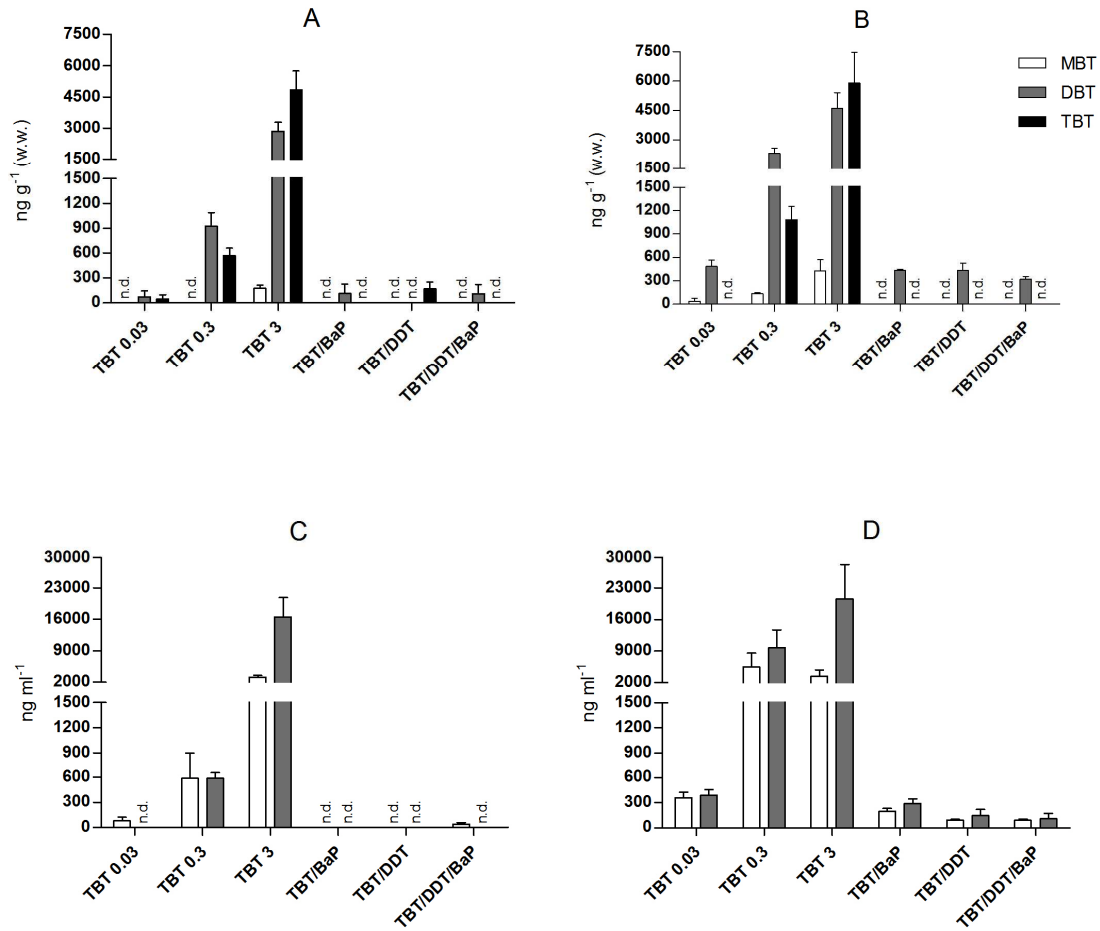 A
7500
6000
4500
3000
1500
1500
1200
900
600
300
0
ng g-1 (w.w.)
n.d. n.d. n.d. n.d. n.d. n.d. n.d. n.d.
TBT 0.03 TBT 0.3 TBT 3 TBT/BaP TBT/DDT TBT/DDT/BaP
B
7500
6000
4500
3000
1500
1500
1200
900
600
300
0
ng g-1 (w.w.)
n.d. n.d. n.d. n.d. n.d. n.d. n.d.
TBT 0.03 TBT 0.3 TBT 3 TBT/BaP TBT/DDT TBT/DDT/BaP
MBT
DBT
TBT
C
30000
23000
16000
9000
2000
1500
1200
900
600
300
0
ng ml-1
n.d. n.d. n.d. n.d. n.d. n.d.
TBT 0.03 TBT 0.3 TBT 3 TBT/BaP TBT/DDT TBT/DDT/BaP
D
30000
23000
16000
9000
2000
1500
1200
900
600
300
0
ng ml-1
TBT 0.03 TBT 0.3 TBT 3 TBT/BaP TBT/DDT TBT/DDT/BaP